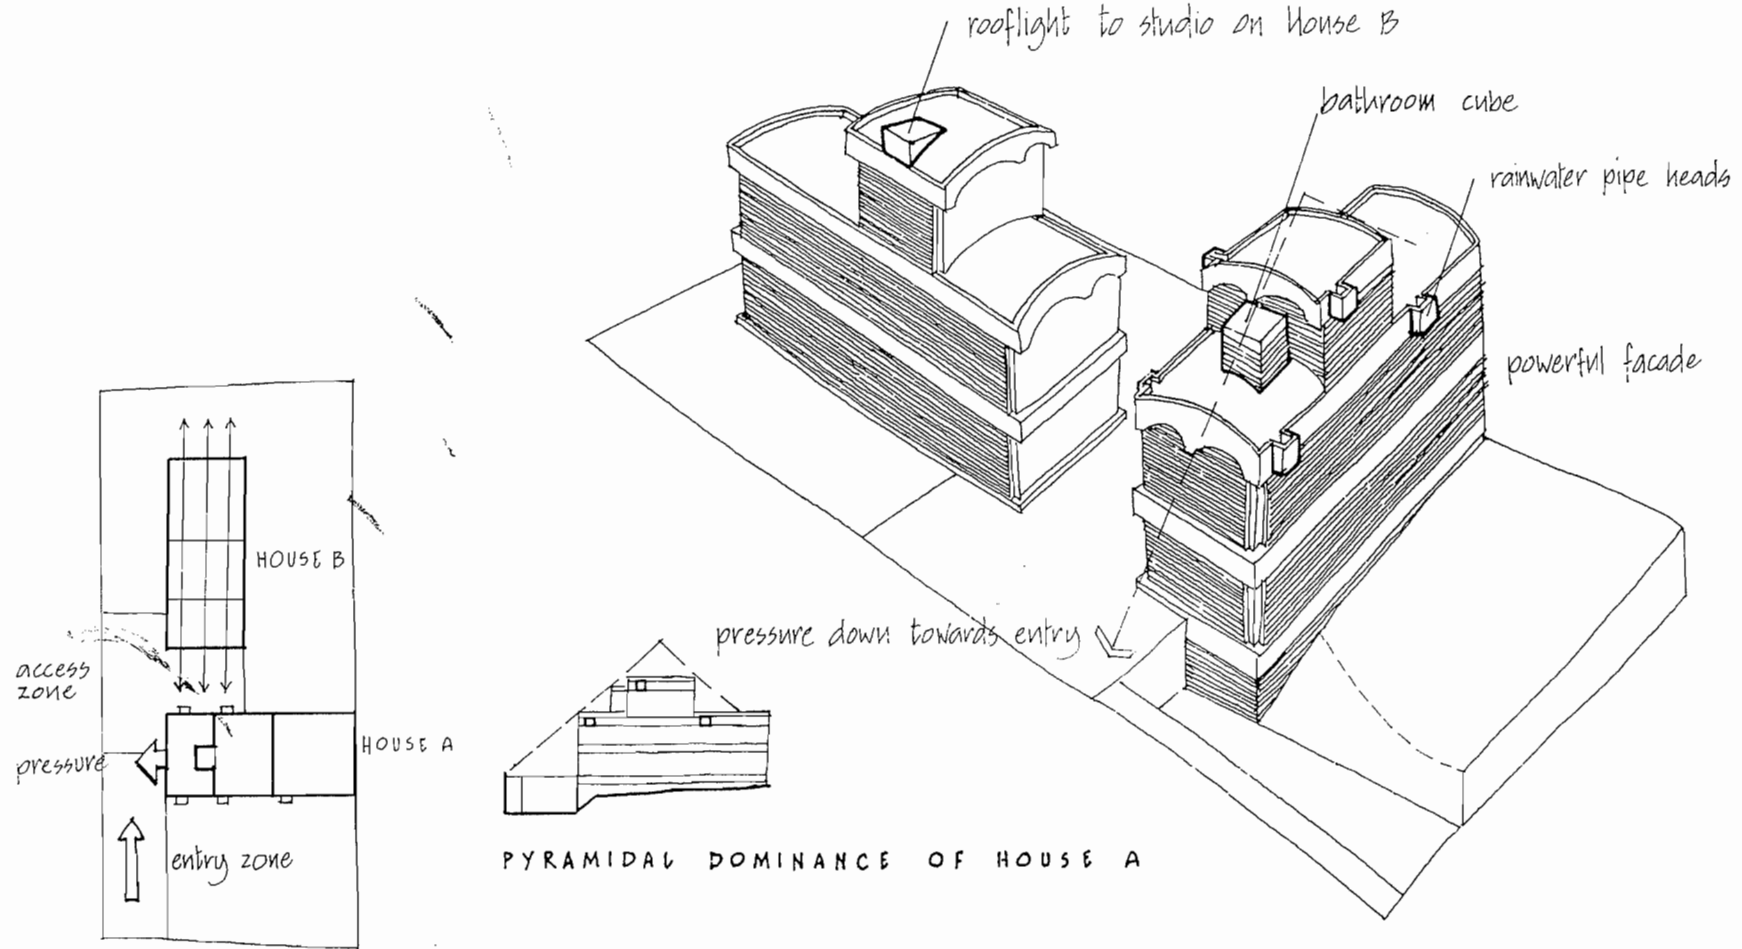 rooflight to studio on House B
bathroom cube
rainwater pipe heads
powerful facade
HOUSE B
access
zone
pressure down towards entry
HOUSE A
pressure
entry zone
PYRAMIDAL DOMINANCE OF HOUSE A